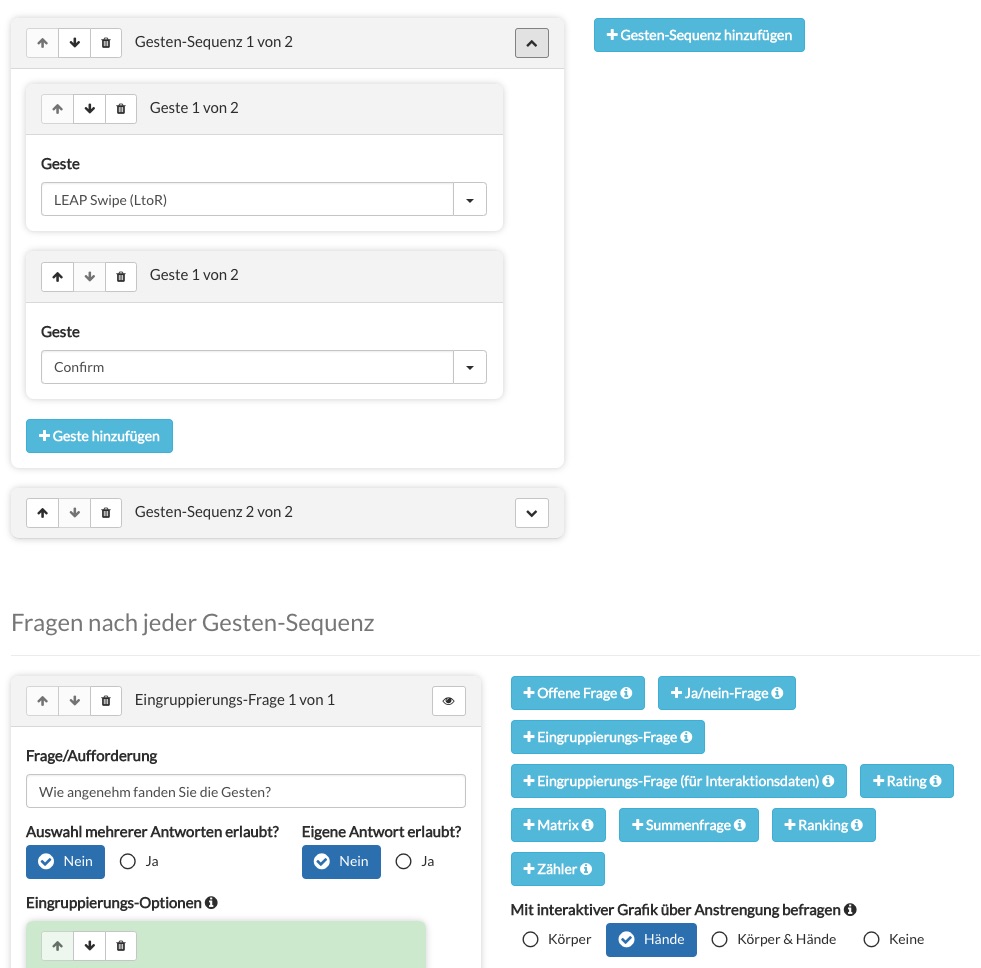 Gesten-Sequenz 1 von 2
Gesten-Sequenz hinzufügen
Geste 1 von 2
Geste
LEAP Swipe (LtoR)
Geste 1 von 2
Geste
Confirm
Geste hinzufügen
Gesten-Sequenz 2 von 2
Fragen nach jeder Gesten-Sequenz
Eingruppierungs-Frage 1 von 1
Frage/Aufforderung
Wie angenehm fanden Sie die Gesten?
Auswahl mehrerer Antworten erlaubt? Eigene Antwort erlaubt?
Nein Ja Nein Ja
Eingruppierungs-Optionen
Offene Frage Ja/nein-Frage
Eingruppierungs-Frage
Eingruppierungs-Frage (für Interaktionsdaten) Rating
Matrix Summenfrage Ranking
Zähler
Mit interaktiver Grafik über Anstrengung befragen
Körper Hände Körper & Hände Keine